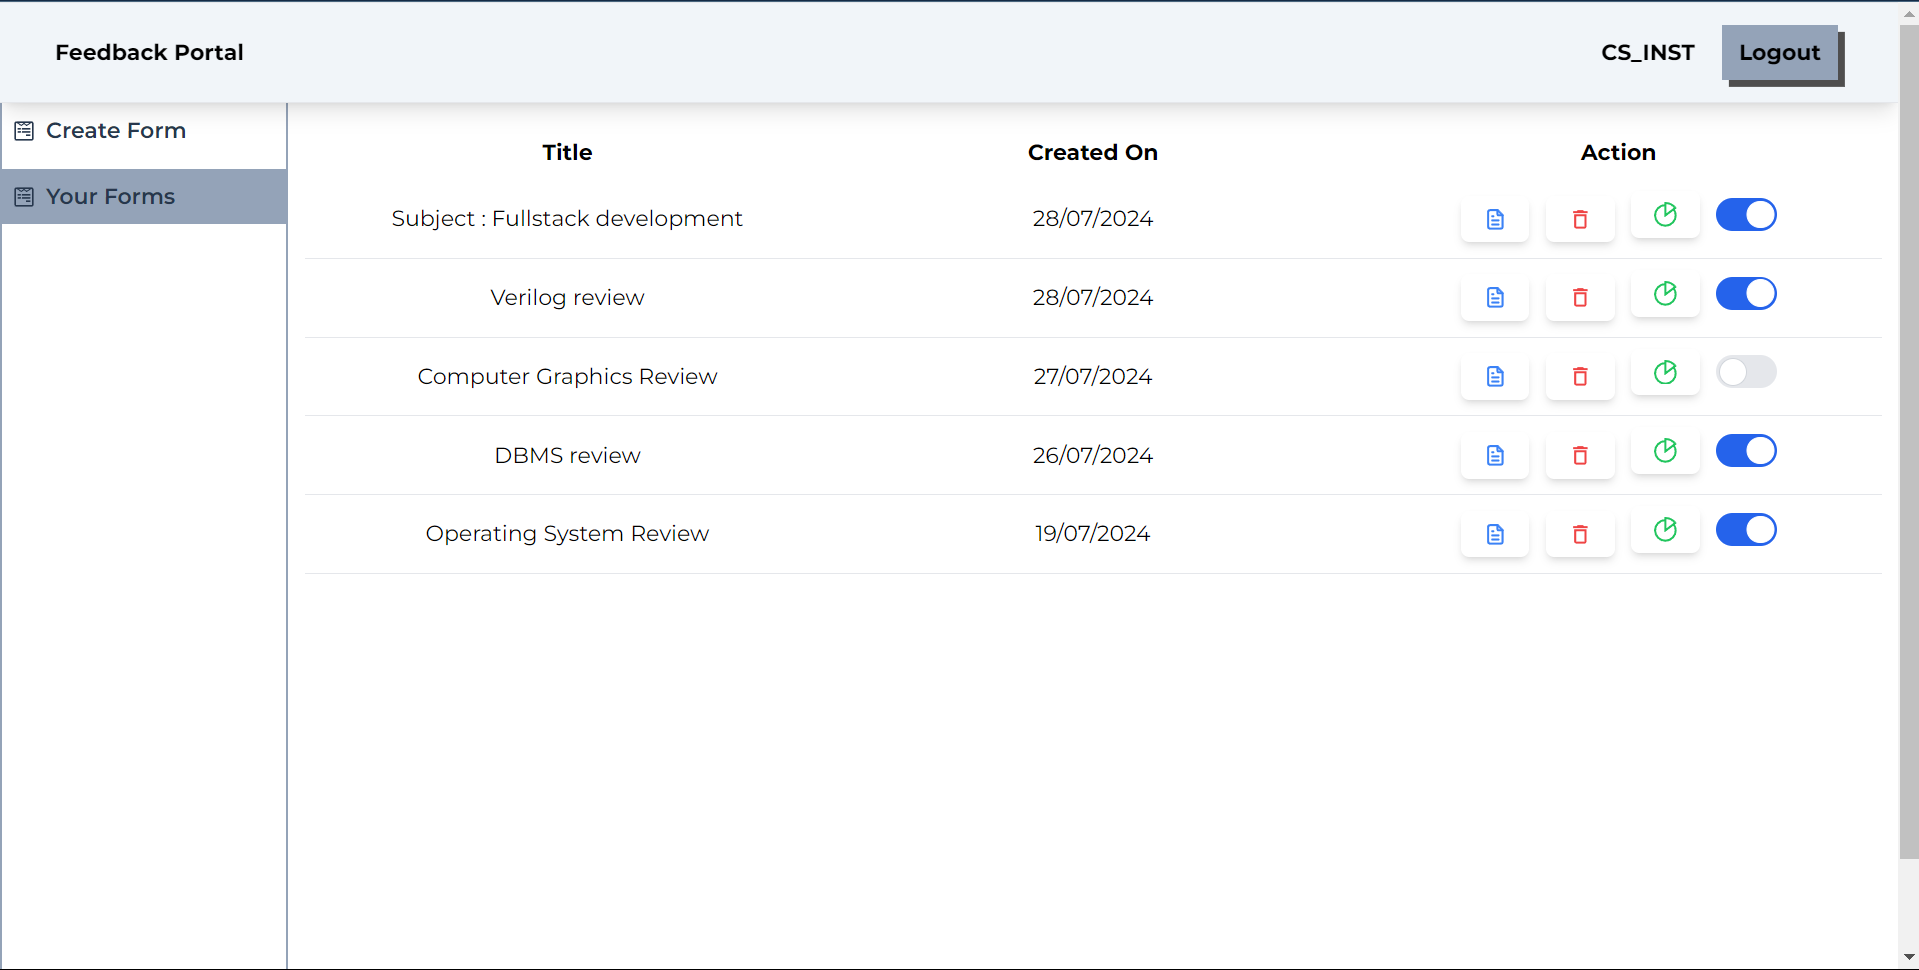 Feedback Portal
CS_INST
Logout
Create Form
Your Forms
Title Created On Action
Subject : Fullstack development 28/07/2024
Verilog review 28/07/2024
Computer Graphics Review 27/07/2024
DBMS review 26/07/2024
Operating System Review 19/07/2024